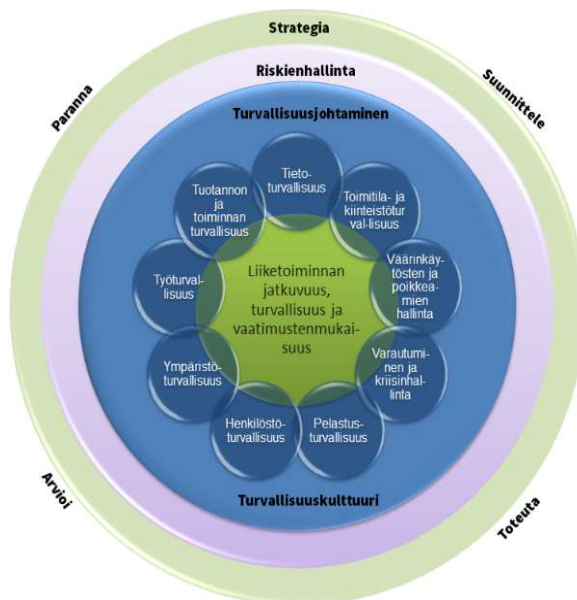 Strategia
Riskienhallinta
Turvallisuusjohtaminen
Paranna
Suunnittele
Tieto-
turvallisuus
Toimitila- ja
kiinteistötur
val-lisuus
Väärinkäy-
tösten ja
poikkea-
mien
hallinta
Varautumi-
nen ja
kriisinhal-
linta
Pelastus-
turvallisuus
Henkilöstö-
turvallisuus
Ympäristö-
turvallisuus
Työturval-
lisuus
Tuotannon
ja
toiminnan
turvallisuus
Liiketoiminnan
jatkuvuus,
turvallisuus ja
vaatimustenmukai-
suus
Turvallisuuskulttuuri
Arvioi
Toteuta